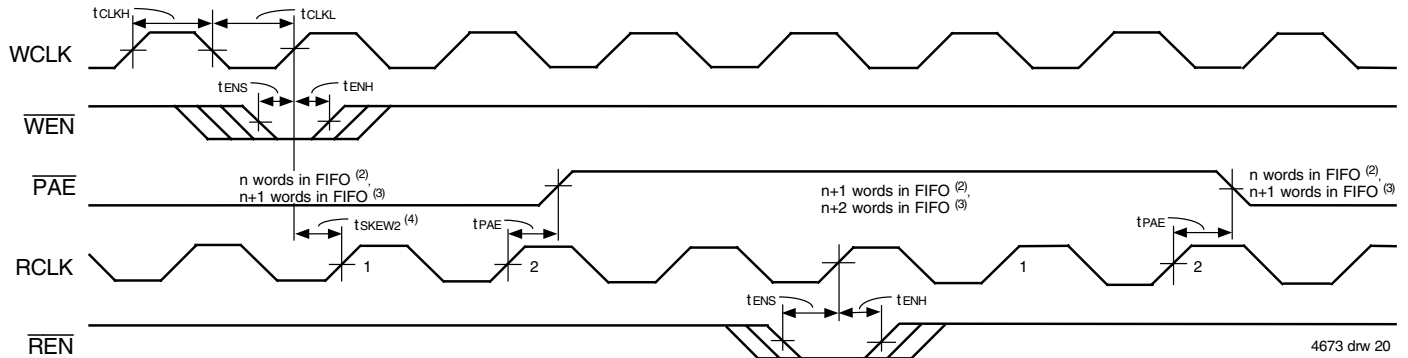 tCLKH tCLKL
WCLK
tENS tENH
WEN
PAE
n words in FIFO (2),
n+1 words in FIFO (3)
n+1 words in FIFO (2),
n+2 words in FIFO (3)
n words in FIFO (2),
n+1 words in FIFO (3)
tSKEW2 (4)
tPAE
tPAE
RCLK
1
2
1
2
tENS tENH
REN
4673 drw 20